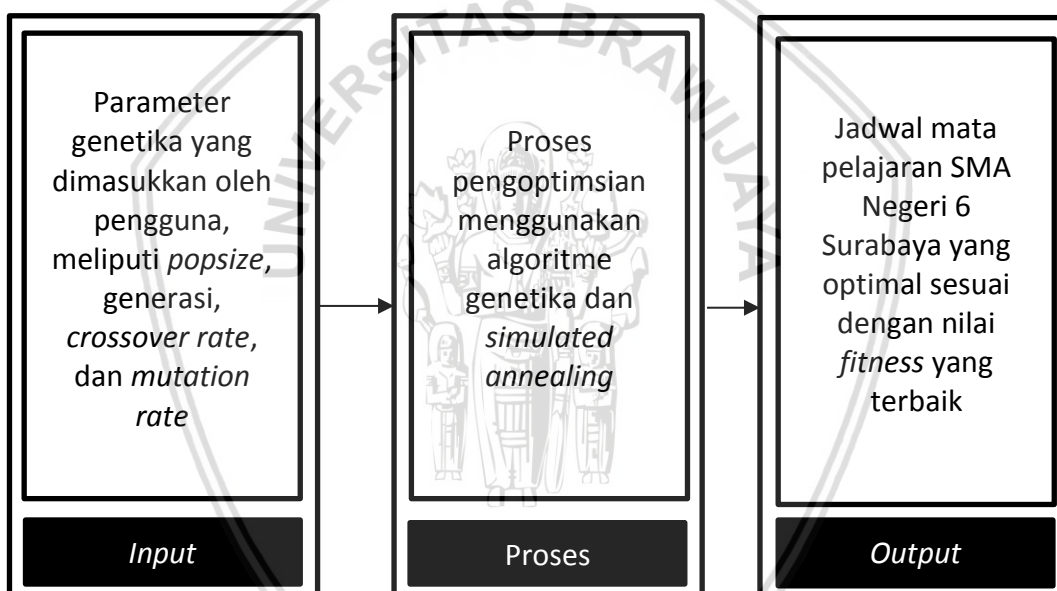 UNIVERSITAS BRAWIJAYA
Parameter
genetika yang
dimasukkan oleh
pengguna,
meliputi popsize,
generasi,
crossover rate,
dan mutation
rate
Input
Proses
pengoptimsian
menggunakan
algoritme
genetika dan
simulated
annealing
Proses
Jadwal mata
pelajaran SMA
Negeri 6
Surabaya yang
optimal sesuai
dengan nilai
fitness yang
terbaik
Output